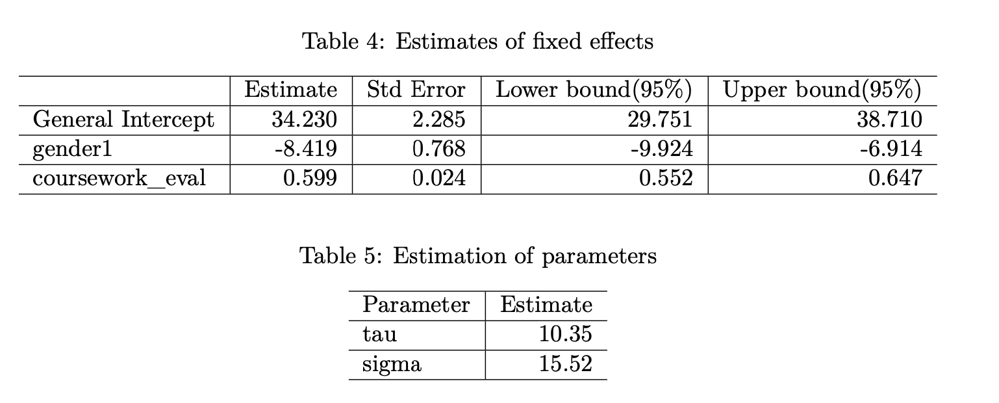 Table 4: Estimates of fixed effects
Estimate Std Error Lower bound(95%) Upper bound(95%)
General Intercept 34.230 2.285 29.751 38.710
gender1 -8.419 0.768 -9.924 -6.914
coursework_eval 0.599 0.024 0.552 0.647
Table 5: Estimation of parameters
Parameter Estimate
tau 10.35
sigma 15.52